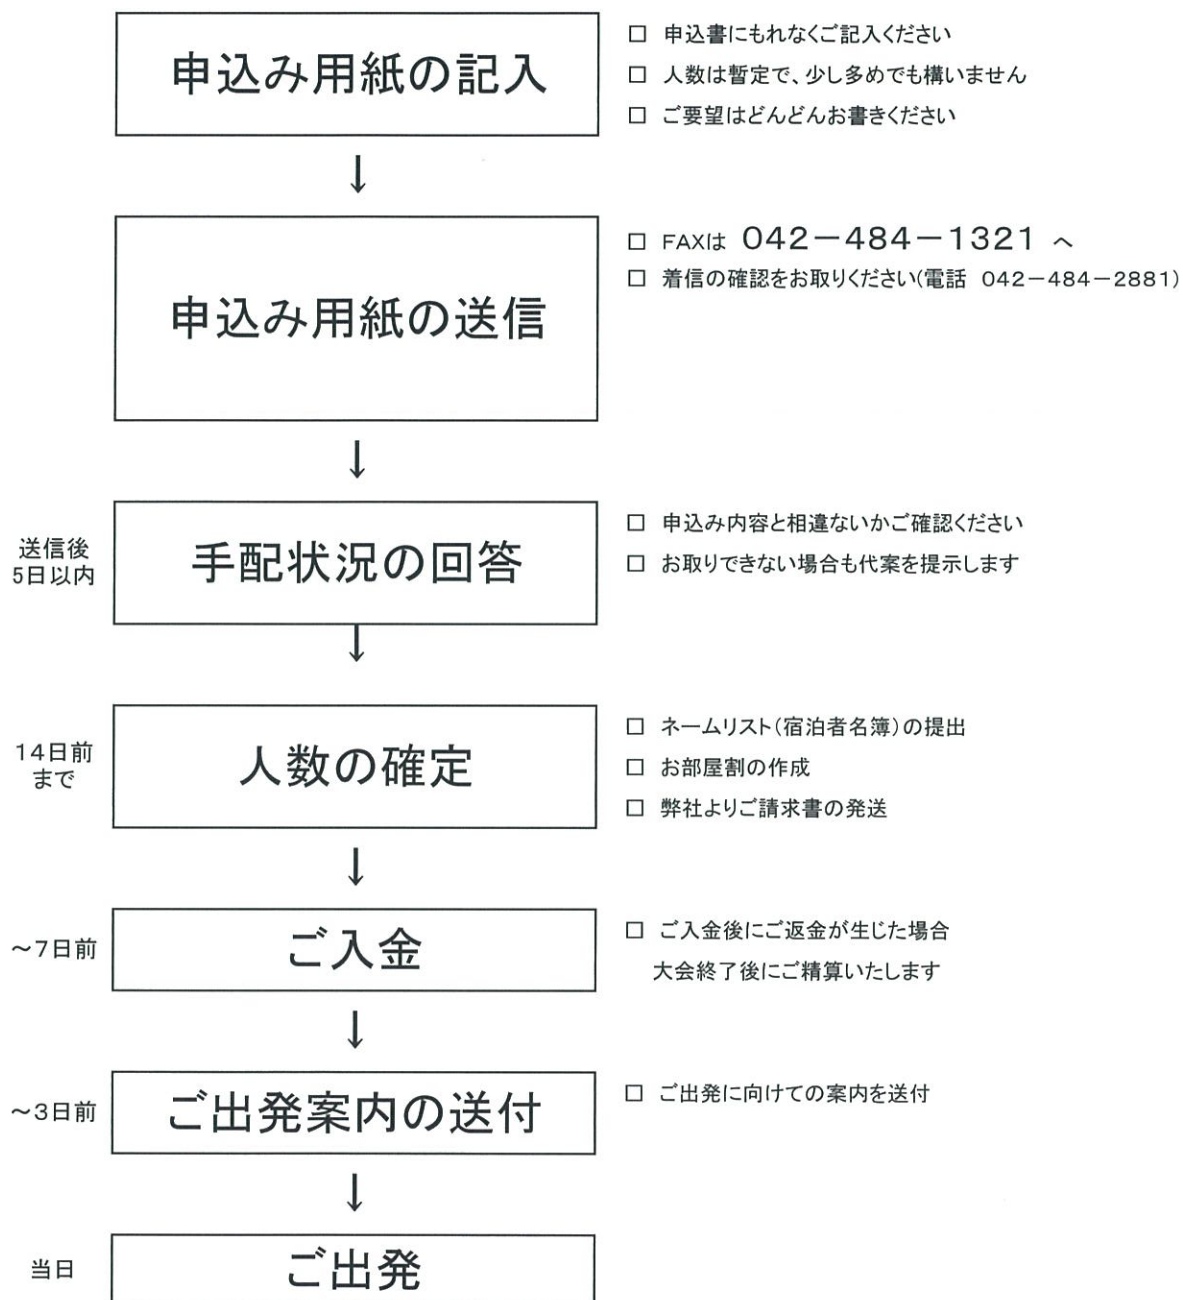 申込み用紙の記入
□ 申込書にもれなくご記入ください
□ 人数は暫定で、少し多めでも構いません
□ ご要望はどんどんお書きください
↓
申込み用紙の送信
□ FAXは 042－484－1321 へ
□ 着信の確認をお取りください(電話 042－484－2881)
↓
送信後
5日以内
手配状況の回答
□ 申込み内容と相違ないかご確認ください
□ お取りできない場合も代案を提示します
↓
14日前
まで
人数の確定
□ ネームリスト(宿泊者名簿)の提出
□ お部屋割の作成
□ 弊社よりご請求書の発送
↓
～7日前
ご入金
□ ご入金後にご返金が生じた場合
大会終了後にご精算いたします
↓
～3日前
ご出発案内の送付
□ ご出発に向けての案内を送付
↓
当日
ご出発